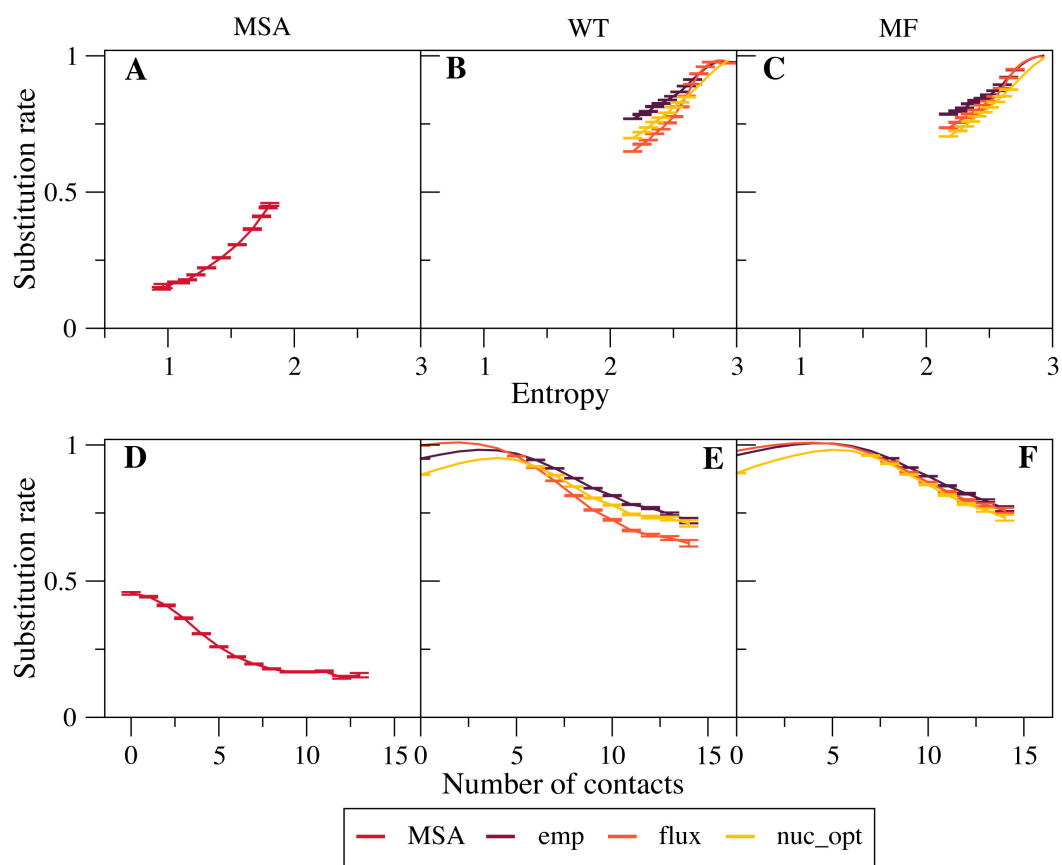 MSA WT MF
A B C
Substitution rate
1
0.5
0
1 2 3 1 2 3 1 2 3
Entropy
D E F
Substitution rate
1
0.5
0
0 5 10 15 0 5 10 15 0 5 10 15
Number of contacts
MSA emp flux nuc_opt